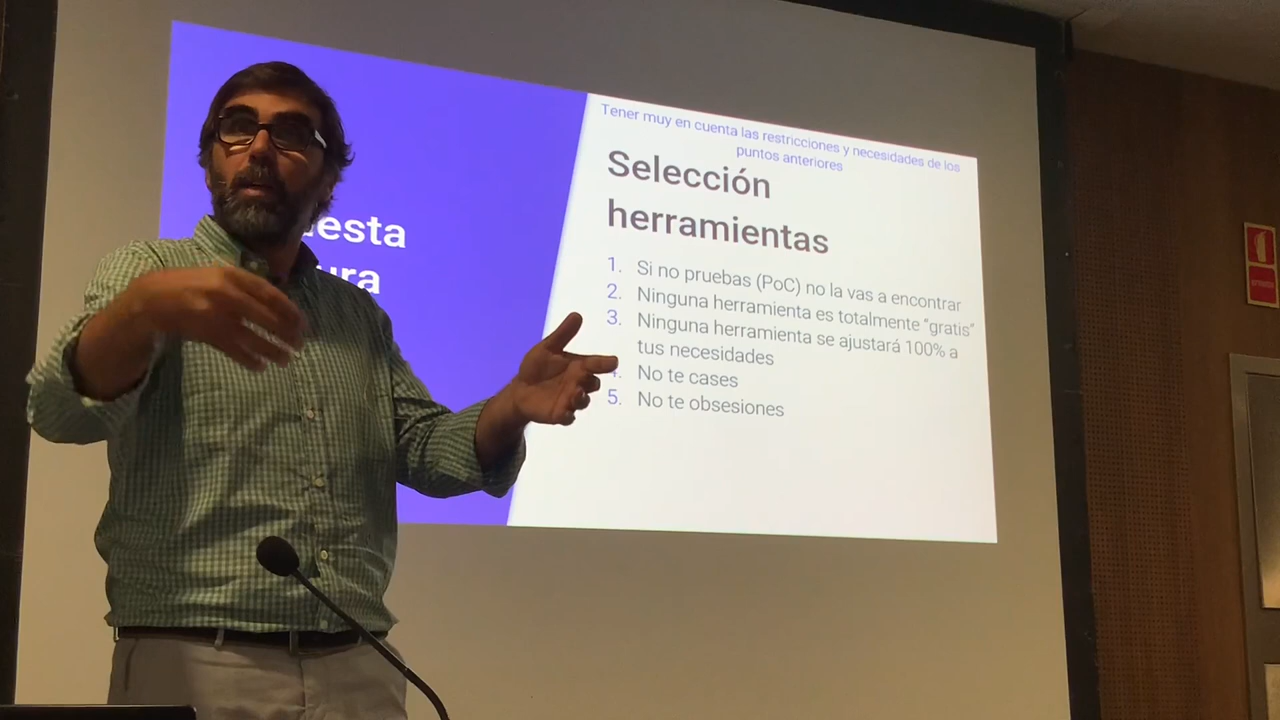 Tener muy en cuenta las restricciones y necesidades de los
puntos anteriores
Selección
herramientas
1. Si no pruebas (PoC) no la vas a encontrar
2. Ninguna herramienta es totalmente "gratis"
3. Ninguna herramienta se ajustará 100% a
tus necesidades
No te cases
5. No te obsesiones